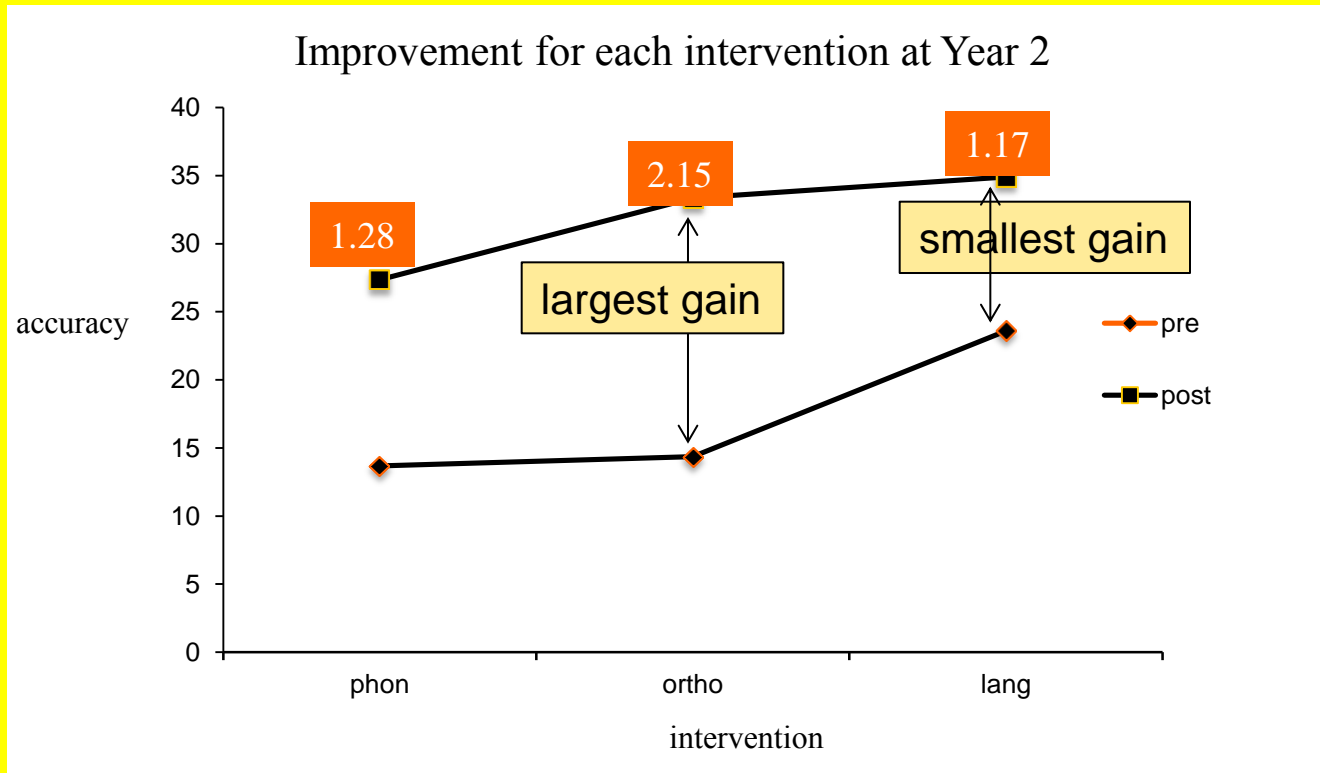 Improvement for each intervention at Year 2
40
35
30
25
20
15
10
5
0
accuracy
1.28
2.15
1.17
largest gain
smallest gain
pre
post
phon
ortho
lang
intervention